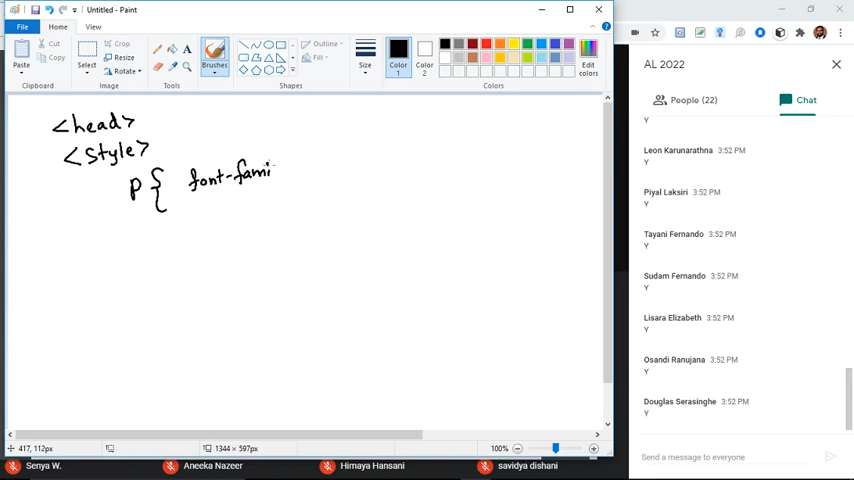 Untitled - Paint
File
Home
View
Paste
Cut
Copy
Clipboard
Select
Crop
Resize
Rotate
Image
Tools
Brushes
Shapes
Outline
Fill
Size
Color 1
Color 2
Edit colors
Colors
<head>
<style>
p { font-fami
417, 112px
1344 × 597px
100%
Senya W.
Aneeka Nazeer
Himaya Hansani
savidya dishani
AL 2022
People (22)
Chat
Y
Leon Karunarathna 3:52 PM
Y
Piyal Laksiri 3:52 PM
Y
Tayani Fernando 3:52 PM
Y
Sudam Fernando 3:52 PM
Y
Lisara Elizabeth 3:52 PM
Y
Osandi Ranujana 3:52 PM
Y
Douglas Serasinghe 3:52 PM
Y
Send a message to everyone